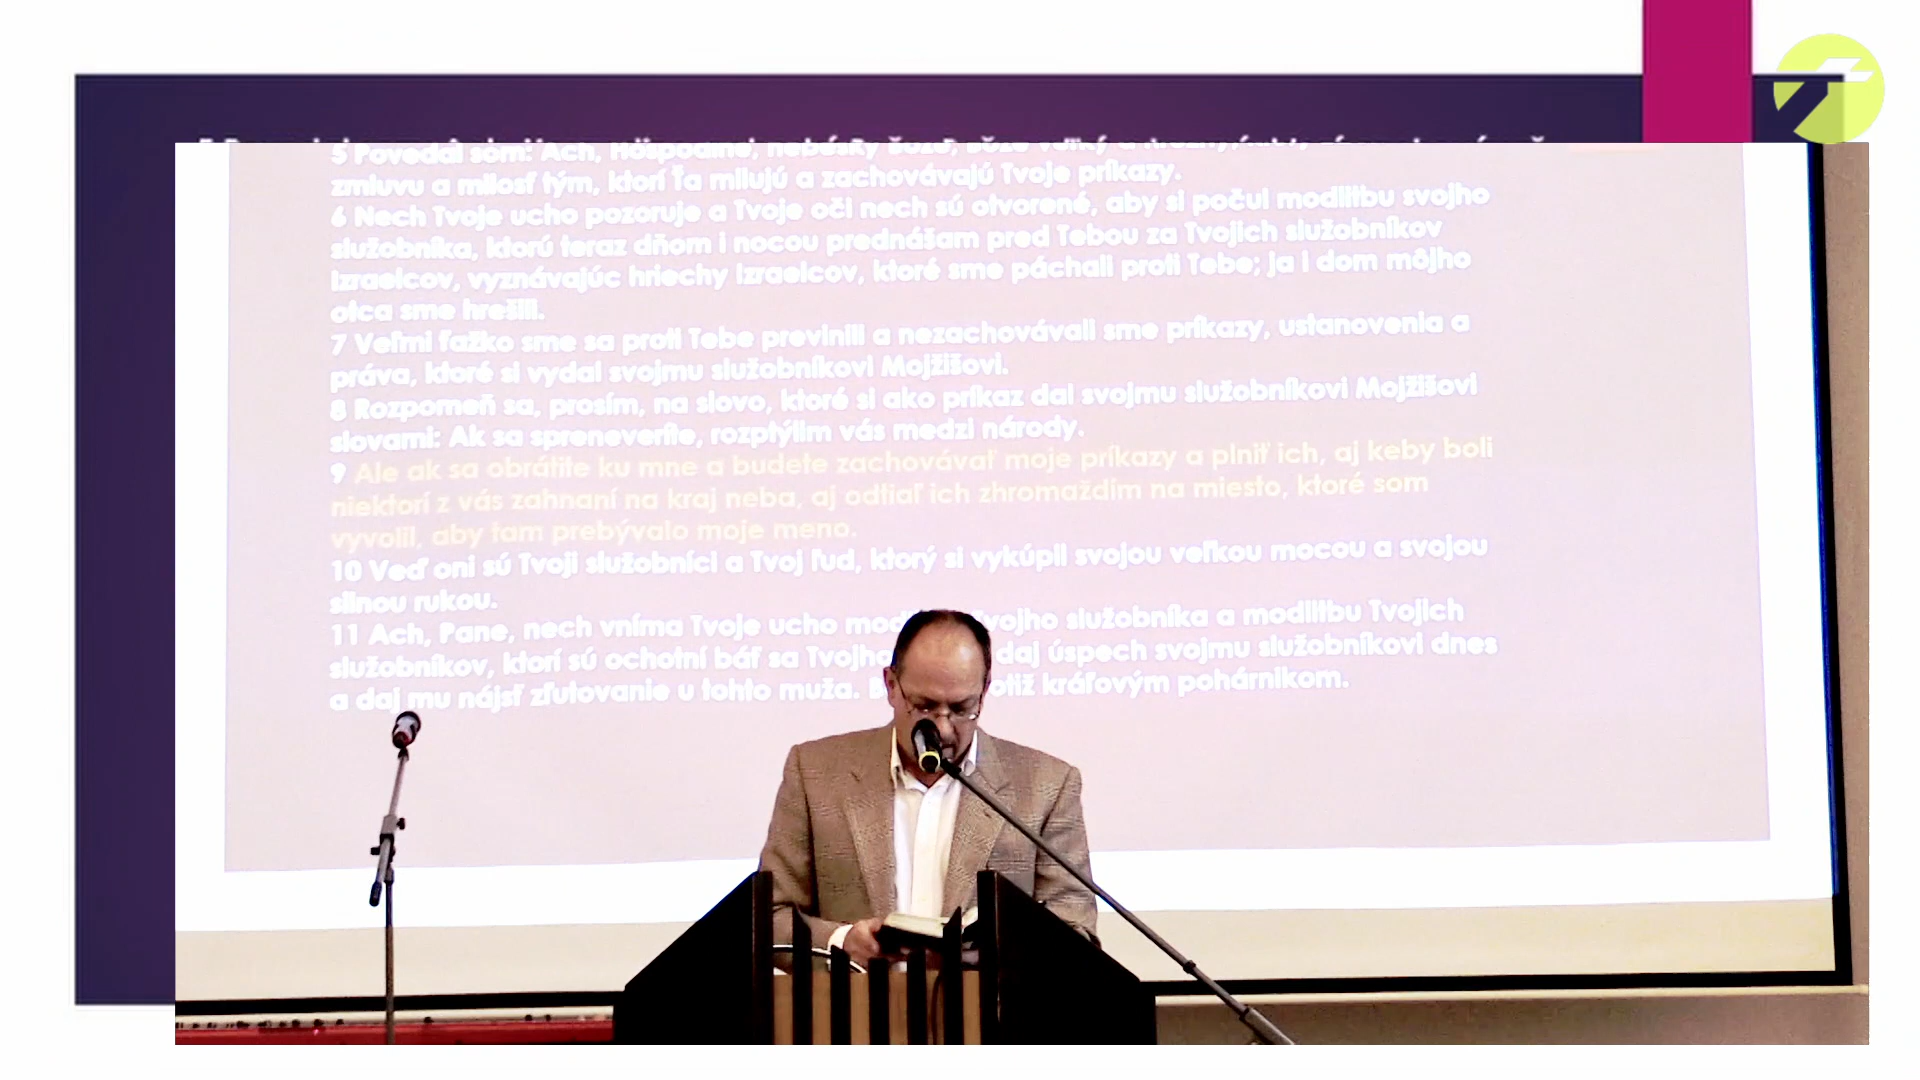 5 Povedal som: Ach, Hospodine, nebeský Bože, Bože veľký a
zmluvu a milosť tým, ktorí Ťa milujú a zachovávajú Tvoje príkazy.
6 Nech Tvoje ucho pozoruje a Tvoje oči nech sú otvorené, aby si počul modlitbu svojho
služobníka, ktorú teraz dňom i nocou prednášam pred Tebou za Tvojich služobníkov
Izraelcov, vyznávajúc hriechy Izraelcov, ktoré sme páchali proti Tebe; ja i dom môjho
otca sme hrešili.
7 Veľmi ťažko sme sa proti Tebe previnili a nezachovávali sme príkazy, ustanovenia a
práva, ktoré si vydal svojmu služobníkovi Mojžišovi.
8 Rozpomeň sa, prosím, na slovo, ktoré si ako príkaz dal svojmu služobníkovi Mojžišovi
slovami: Ak sa spreneveríte, rozptýlim vás medzi národy.
9 Ale ak sa obrátite ku mne a budete zachovávať moje príkazy a plniť ich, aj keby boli
niektorí z vás zahnaní na kraj neba, aj odtiaľ ich zhromaždím na miesto, ktoré som
vyvolil, aby tam prebývalo moje meno.
10 Veď oni sú Tvoji služobníci a Tvoj ľud, ktorý si vykúpil svojou veľkou mocou a svojou
silnou rukou.
11 Ach, Pane, nech vníma Tvoje ucho služobníka a modlitbu Tvojich
služobníkov, ktorí sú ochotní báť sa daj úspech svojmu služobníkovi dnes
a daj mu nájsť zľutovanie u tohto muža. kráľovým pohárnikom.